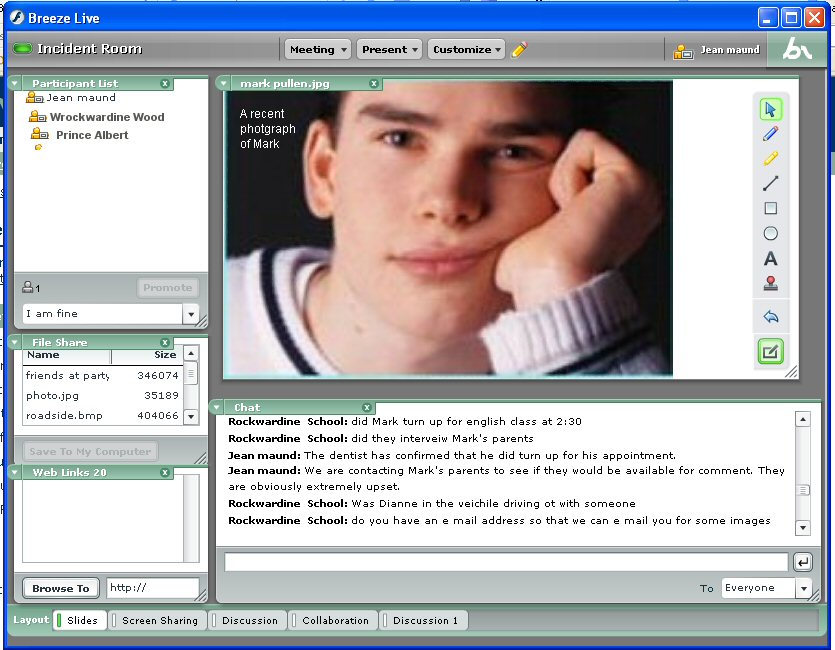 Breeze Live
Incident Room
Meeting
Present
Customize
Jean maund
Participant List
Jean maund
Wrockwardine Wood
Prince Albert
1
Promote
I am fine
File Share
Name Size
friends at party 346074
photo.jpg 35189
roadside.bmp 404066
Save To My Computer
Web Links 20
Browse To
http://
mark pullen.jpg
A recent
photgraph
of Mark
A
Chat
Rockwardine School: did Mark turn up for english class at 2:30
Rockwardine School: did they interveiw Mark's parents
Jean maund: The dentist has confirmed that he did turn up for his appointment.
Jean maund: We are contacting Mark's parents to see if they would be available for comment. They
are obviously extremely upset.
Rockwardine School: Was Dianne in the veichile driving ot with someone
Rockwardine School: do you have an e mail address so that we can e mail you for some images
To Everyone
Layout Slides Screen Sharing Discussion Collaboration Discussion 1